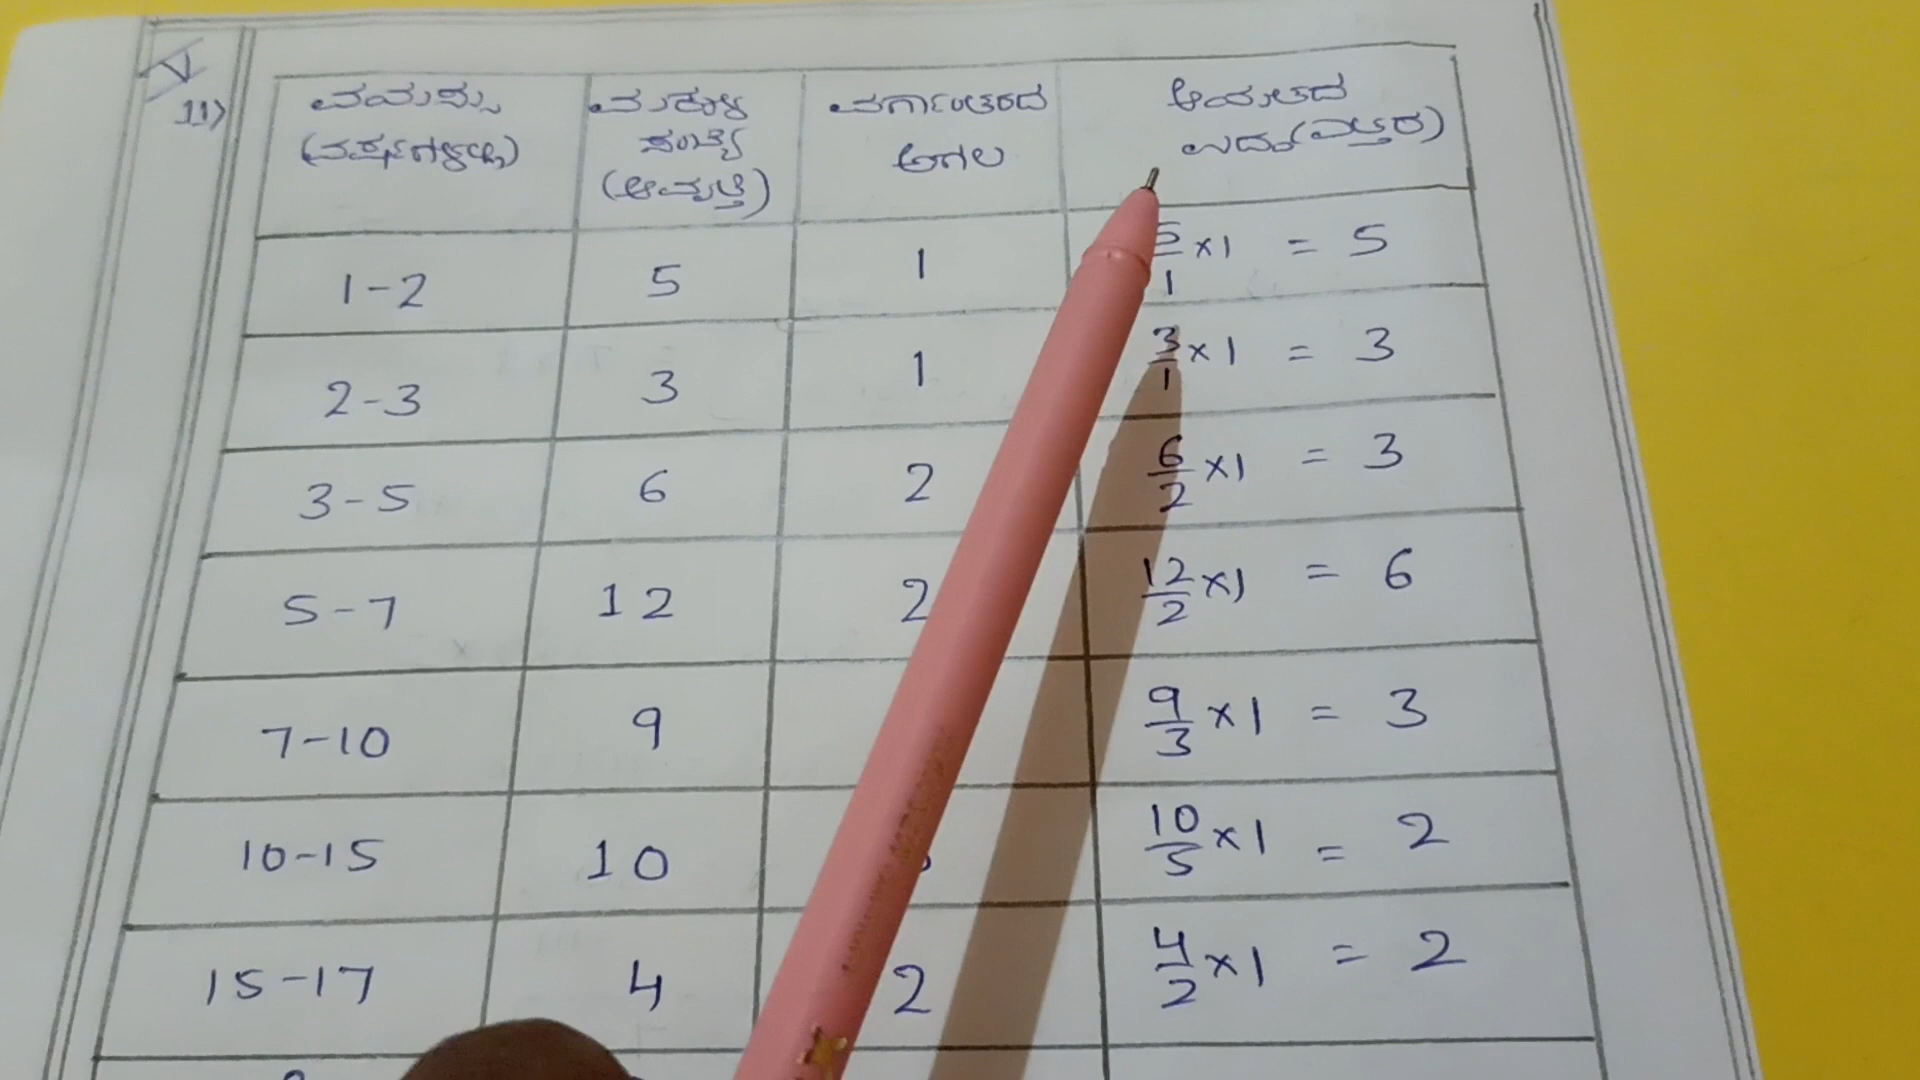 11)
ವಯಸ್ಸು ಮಕ್ಕಳ ವರ್ಗಾಂತರದ ಆಯತದ
(ವರ್ಷಗಳಲ್ಲಿ) ಸಂಖ್ಯೆ ಅಗಲ ಉದ್ದ(ಎತ್ತರ)
(ಆವೃತ್ತಿ)
1-2 5 1 5/1 ×1 = 5
2-3 3 1 3/1 ×1 = 3
3-5 6 2 6/2 ×1 = 3
5-7 12 2 12/2 ×1 = 6
7-10 9 9/3 ×1 = 3
10-15 10 10/5 ×1 = 2
15-17 4 2 4/2 ×1 = 2